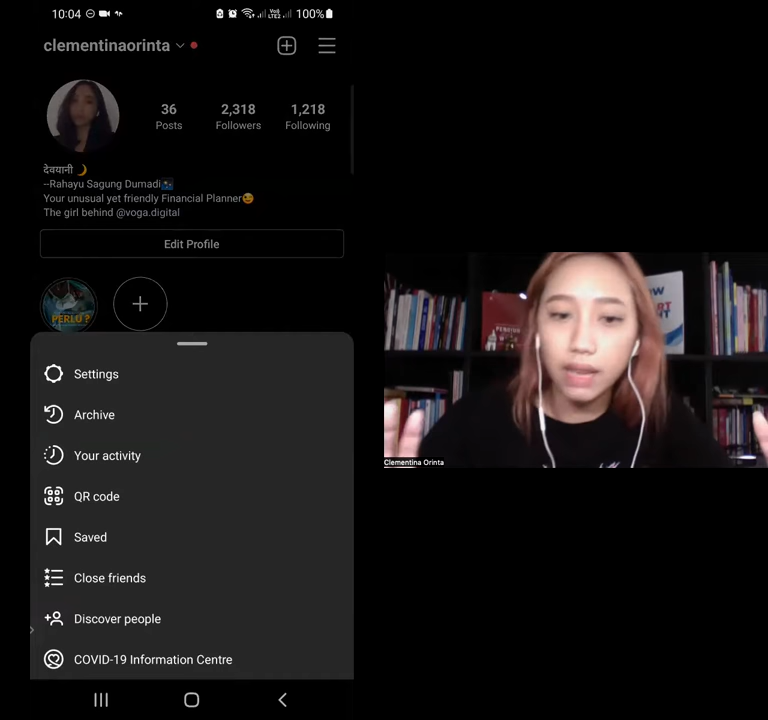 10:04
VoS
LTE2
100%
clementinaorinta
36
2,318
1,218
Posts
Followers
Following
देवयानी 🌙
--Rahayu Sagung Dumadi
Your unusual yet friendly Financial Planner😉
The girl behind @voga.digital
Edit Profile
PERLU ?
Settings
Archive
Your activity
QR code
Saved
Close friends
Discover people
COVID-19 Information Centre
Clementina Orinta